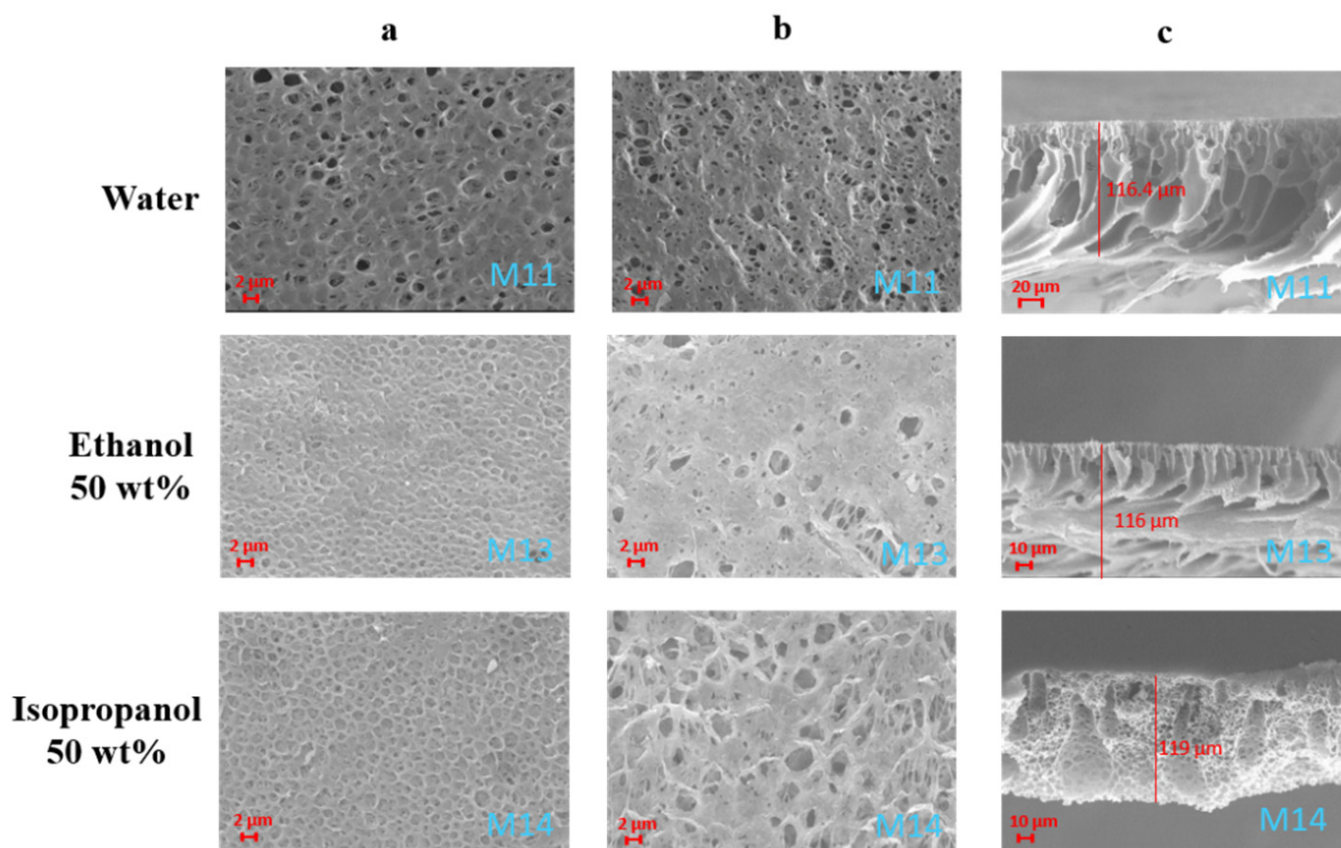 a
b
c
Water
2 μm
M11
2 μm
M11
116.4 μm
20 μm
M11
Ethanol
50 wt%
2 μm
M13
2 μm
M13
116 μm
10 μm
M13
Isopropanol
50 wt%
2 μm
M14
2 μm
M14
119 μm
10 μm
M14